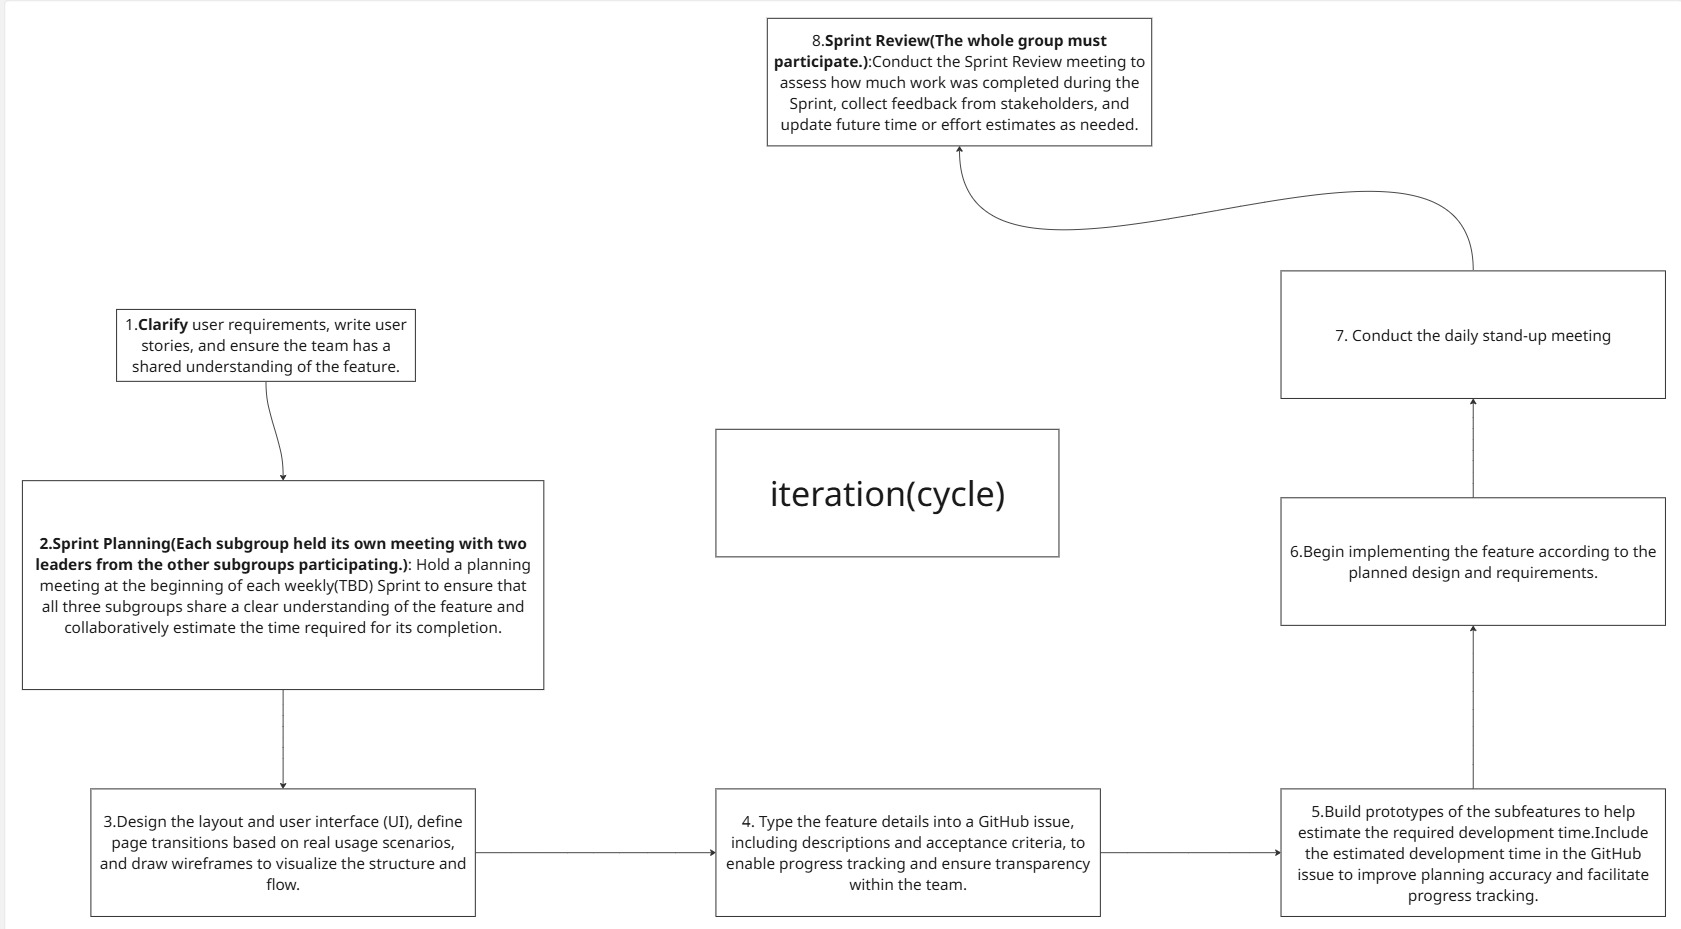 8.Sprint Review(The whole group must
participate.):Conduct the Sprint Review meeting to
assess how much work was completed during the
Sprint, collect feedback from stakeholders, and
update future time or effort estimates as needed.
1.Clarify user requirements, write user
stories, and ensure the team has a
shared understanding of the feature.
7. Conduct the daily stand-up meeting
iteration(cycle)
2.Sprint Planning(Each subgroup held its own meeting with two
leaders from the other subgroups participating.): Hold a planning
meeting at the beginning of each weekly(TBD) Sprint to ensure that
all three subgroups share a clear understanding of the feature and
collaboratively estimate the time required for its completion.
6.Begin implementing the feature according to the
planned design and requirements.
3.Design the layout and user interface (UI), define
page transitions based on real usage scenarios,
and draw wireframes to visualize the structure and
flow.
4. Type the feature details into a GitHub issue,
including descriptions and acceptance criteria, to
enable progress tracking and ensure transparency
within the team.
5.Build prototypes of the subfeatures to help
estimate the required development time.Include
the estimated development time in the GitHub
issue to improve planning accuracy and facilitate
progress tracking.